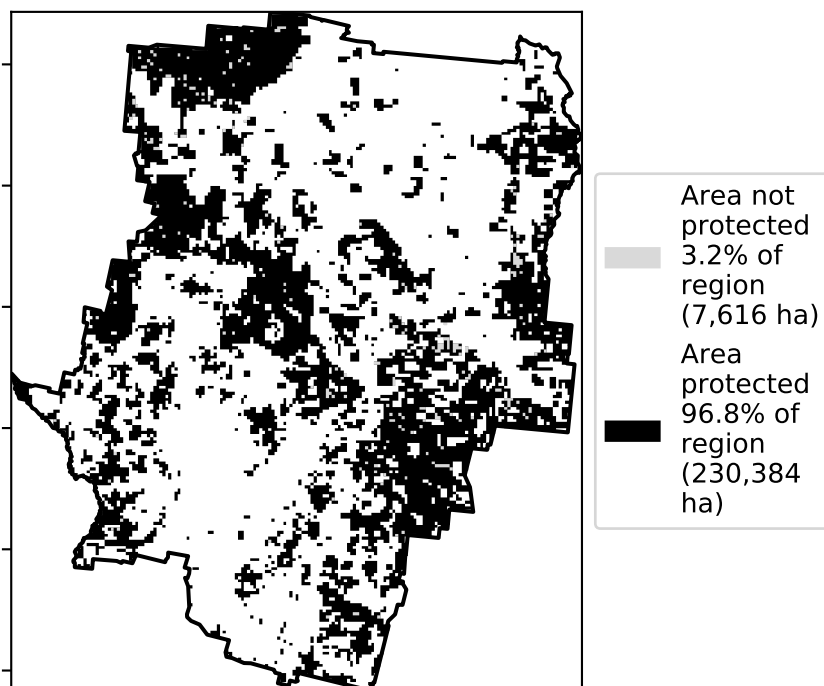 Area not
protected
3.2% of
region
(7,616 ha)
Area
protected
96.8% of
region
(230,384
ha)